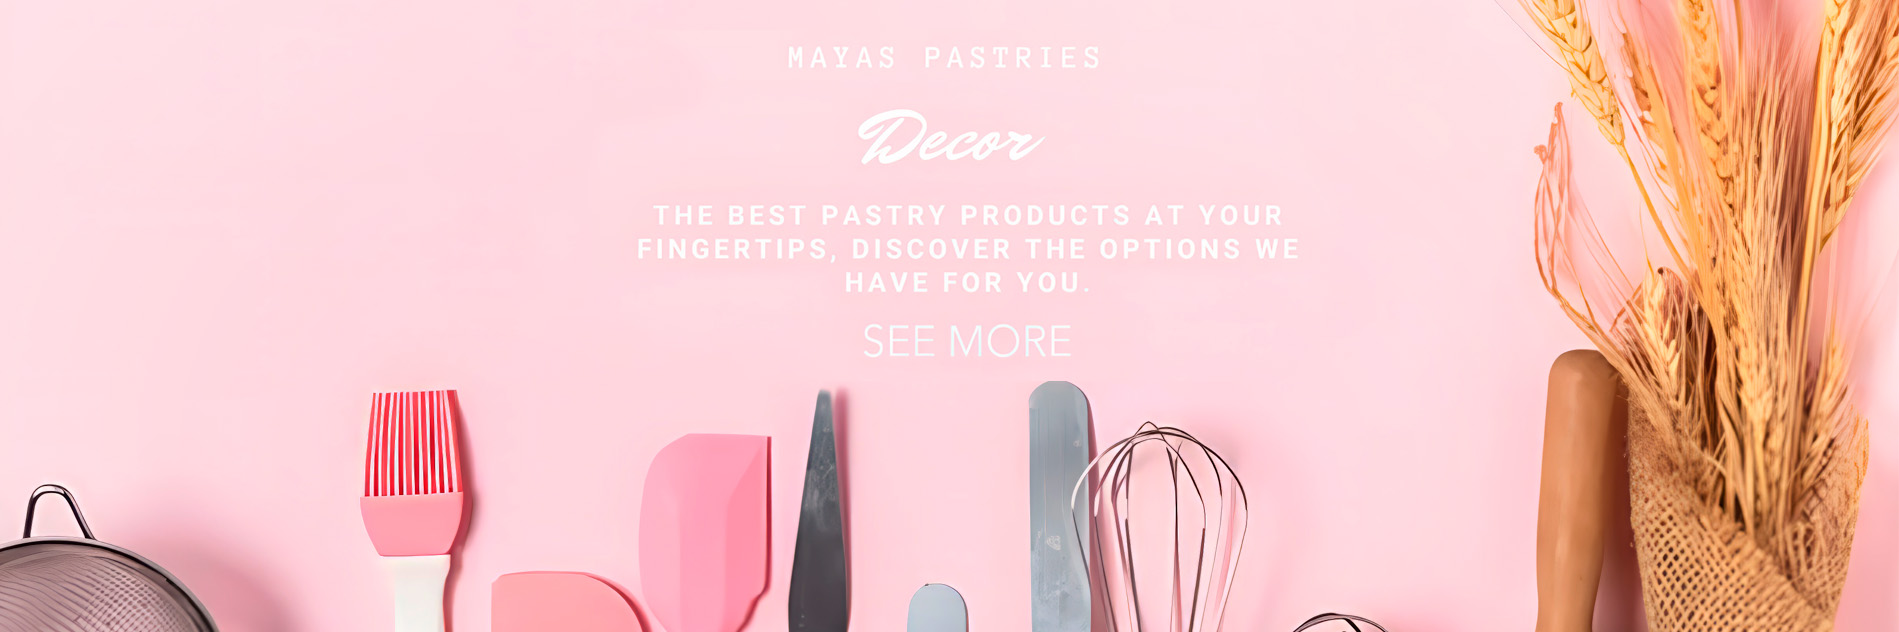 MAYAS PASTRIES
Decor
THE BEST PASTRY PRODUCTS AT YOUR
FINGERTIPS, DISCOVER THE OPTIONS WE
HAVE FOR YOU.
SEE MORE